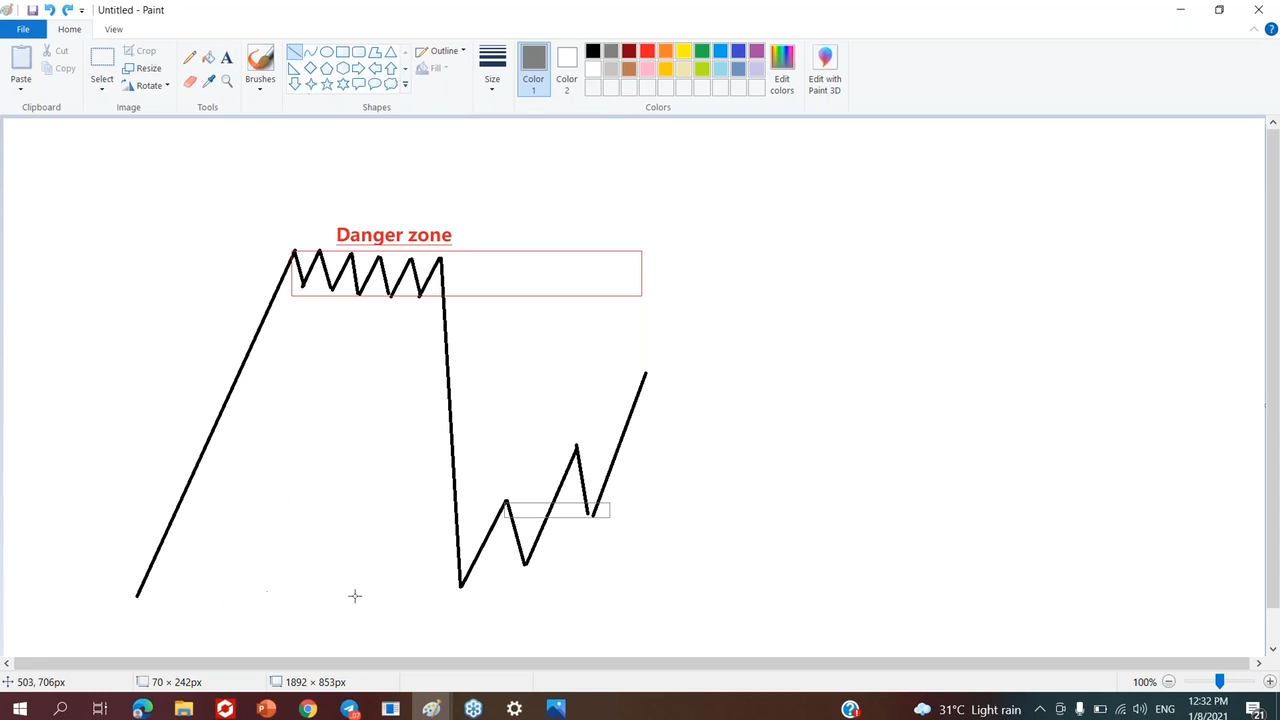 Untitled - Paint
File
Home
View
Paste
Cut
Copy
Clipboard
Select
Crop
Resize
Rotate
Image
Tools
Brushes
Outline
Fill
Shapes
Size
Color
1
Color
2
Edit
colors
Edit with
Paint 3D
Colors
Danger zone
503, 706px
70 × 242px
1892 × 853px
100%
31°C Light rain
ENG
12:32 PM
1/8/2021